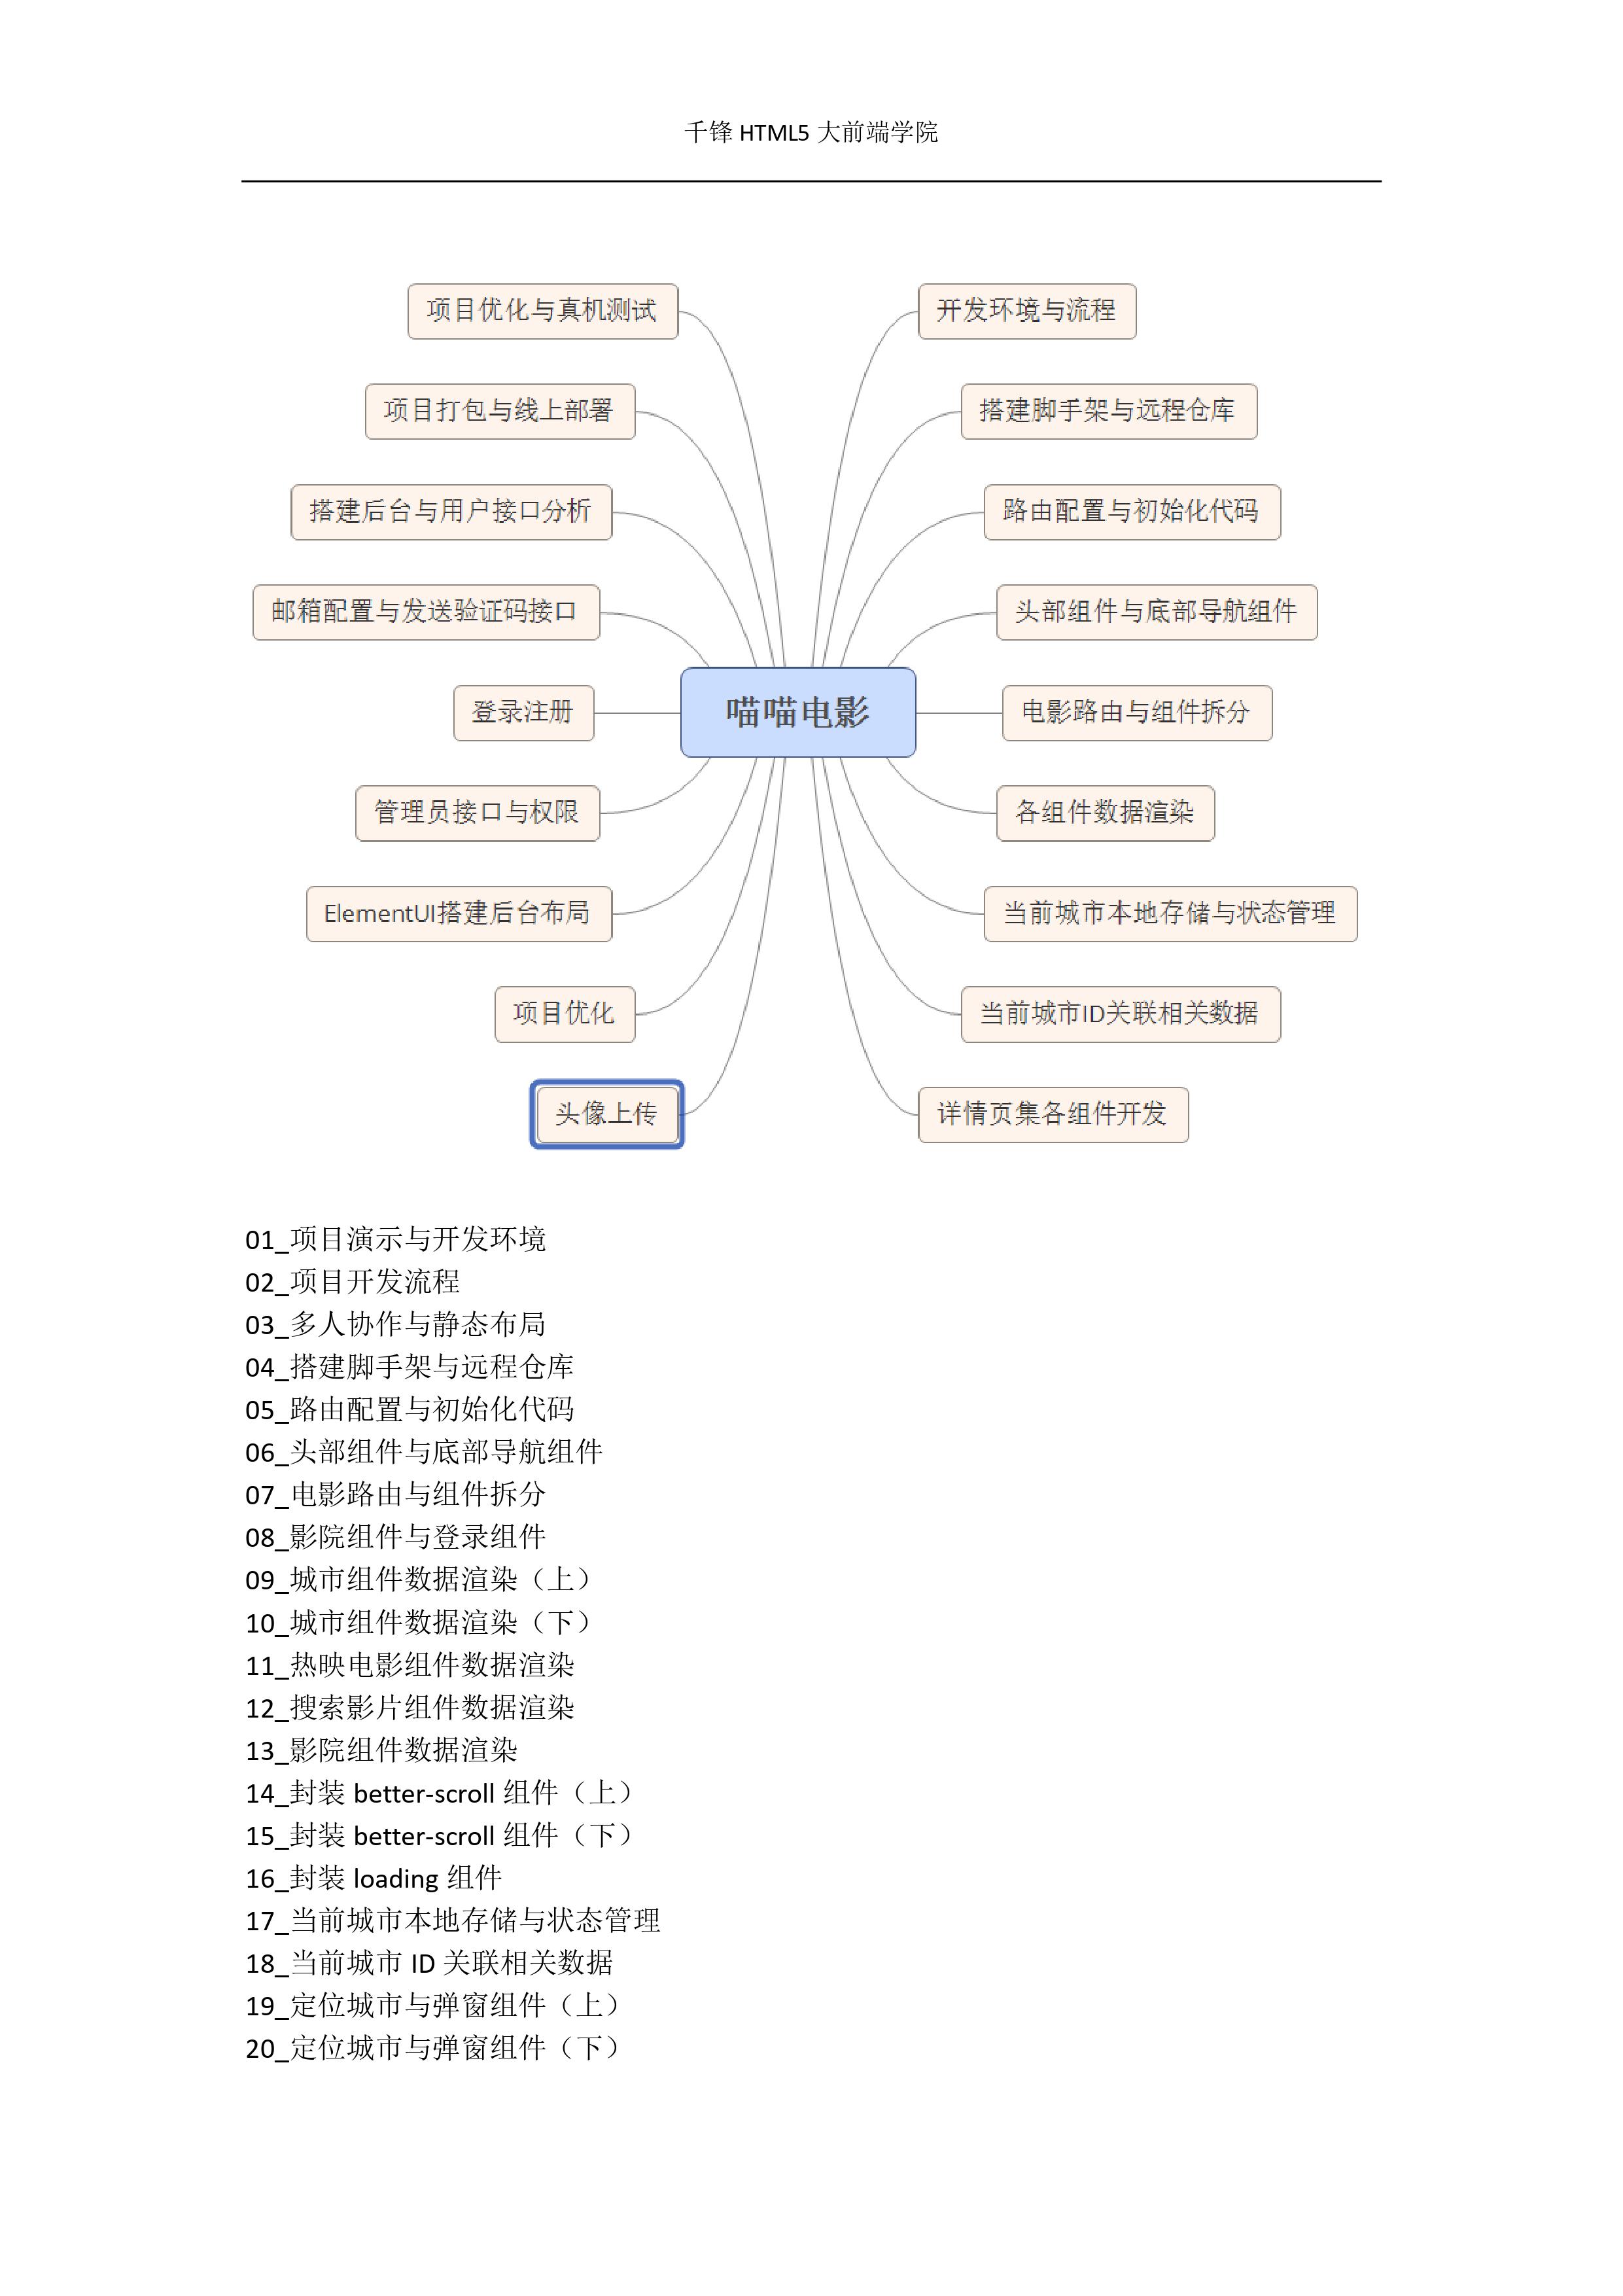 千锋 HTML5 大前端学院
项目优化与真机测试
开发环境与流程
项目打包与线上部署
搭建脚手架与远程仓库
搭建后台与用户接口分析
路由配置与初始化代码
邮箱配置与发送验证码接口
头部组件与底部导航组件
登录注册
喵喵电影
电影路由与组件拆分
管理员接口与权限
各组件数据渲染
ElementUI搭建后台布局
当前城市本地存储与状态管理
项目优化
当前城市ID关联相关数据
头像上传
详情页集各组件开发
01_项目演示与开发环境
02_项目开发流程
03_多人协作与静态布局
04_搭建脚手架与远程仓库
05_路由配置与初始化代码
06_头部组件与底部导航组件
07_电影路由与组件拆分
08_影院组件与登录组件
09_城市组件数据渲染（上）
10_城市组件数据渲染（下）
11_热映电影组件数据渲染
12_搜索影片组件数据渲染
13_影院组件数据渲染
14_封装 better-scroll 组件（上）
15_封装 better-scroll 组件（下）
16_封装 loading 组件
17_当前城市本地存储与状态管理
18_当前城市 ID 关联相关数据
19_定位城市与弹窗组件（上）
20_定位城市与弹窗组件（下）